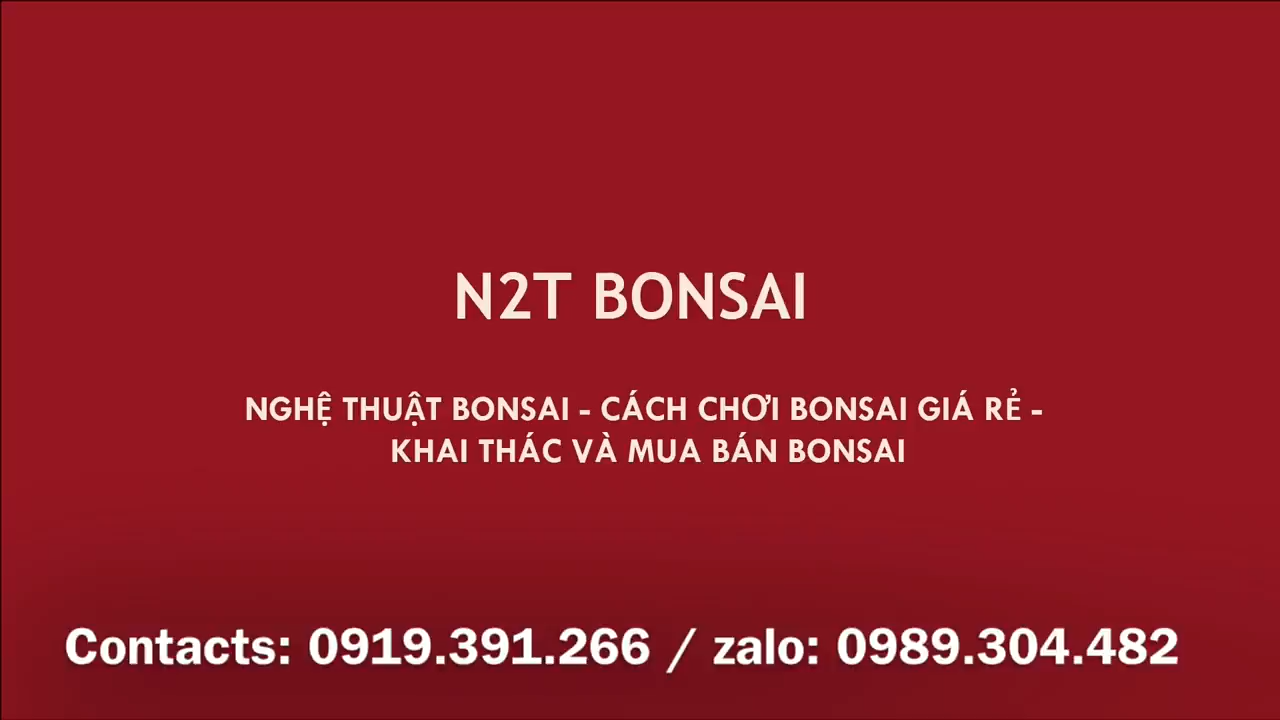 N2T BONSAI
NGHỆ THUẬT BONSAI - CÁCH CHƠI BONSAI GIÁ RẺ -
KHAI THÁC VÀ MUA BÁN BONSAI
Contacts: 0919.391.266 / zalo: 0989.304.482